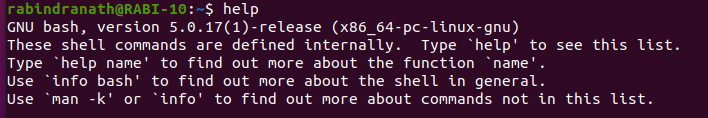 rabindranath@RABI-10:~$ help
GNU bash, version 5.0.17(1)-release (x86_64-pc-linux-gnu)
These shell commands are defined internally.  Type `help' to see this list.
Type `help name' to find out more about the function `name'.
Use `info bash' to find out more about the shell in general.
Use `man -k' or `info' to find out more about commands not in this list.